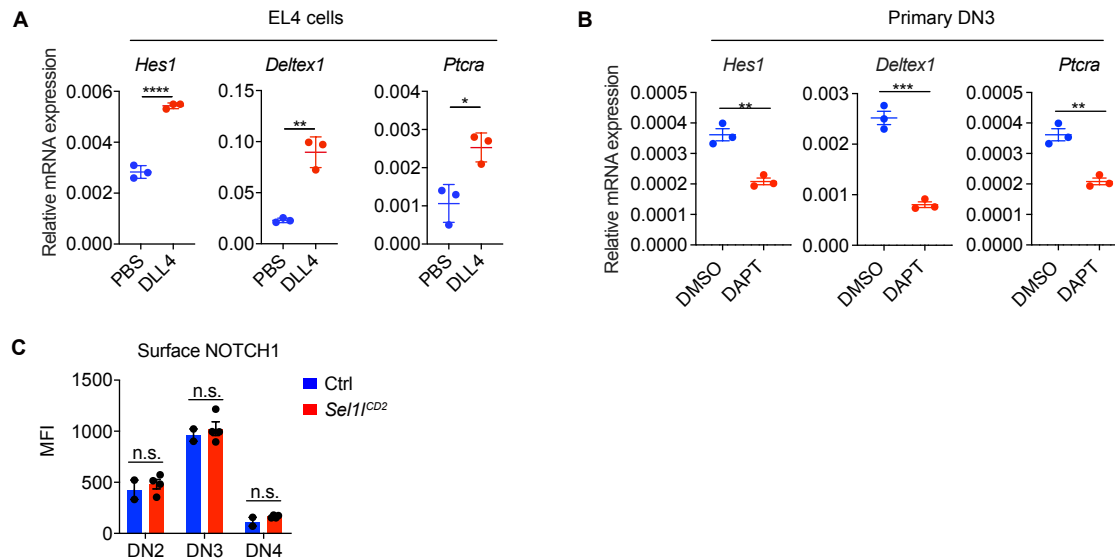 A
EL4 cells
Hes1
Deltex1
Ptcra
Relative mRNA expression
0.006
0.004
0.002
0.000
****
PBS
DLL4
0.15
0.10
0.05
0.00
**
PBS
DLL4
0.004
0.003
0.002
0.001
0.000
*
PBS
DLL4
B
Primary DN3
Hes1
Deltex1
Ptcra
Relative mRNA expression
0.0005
0.0004
0.0003
0.0002
0.0001
0.0000
**
DMSO
DAPT
0.003
0.002
0.001
0.000
***
DMSO
DAPT
0.0005
0.0004
0.0003
0.0002
0.0001
0.0000
**
DMSO
DAPT
C
Surface NOTCH1
MFI
1500
1000
500
0
n.s.
n.s.
n.s.
DN2
DN3
DN4
Ctrl
Sel1l^CD2